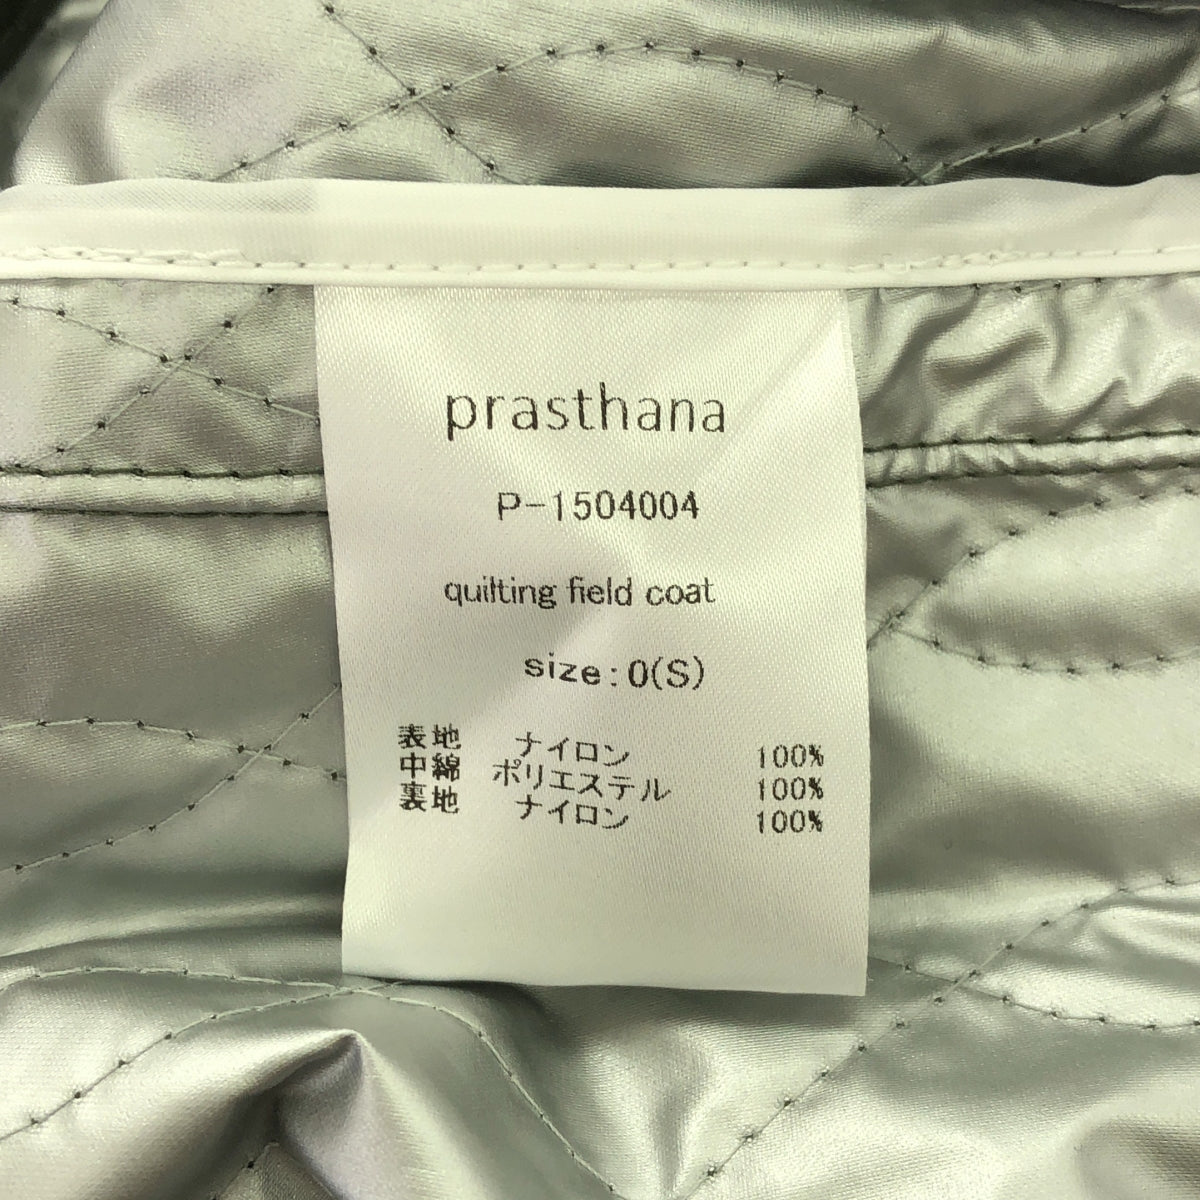 prasthana
P-1504004
quilting field coat
size:0(S)
表地 ナイロン 100%
中綿 ポリエステル 100%
裏地 ナイロン 100%